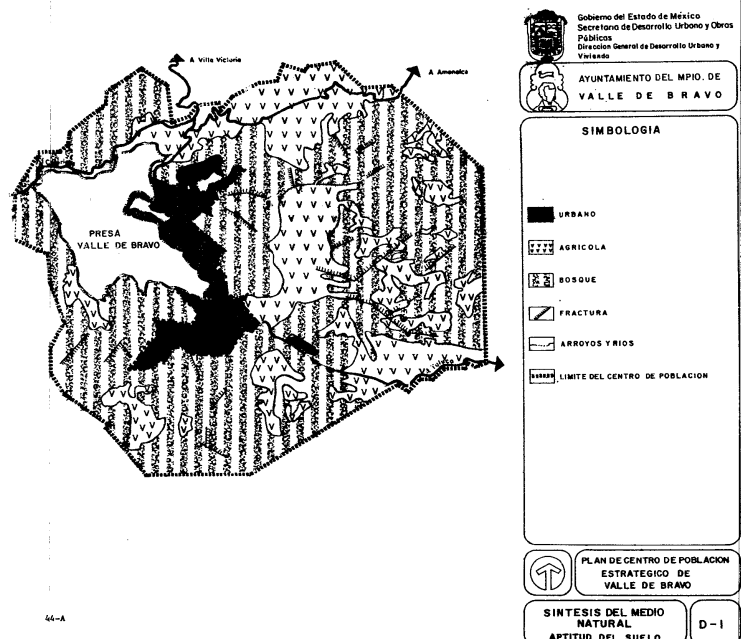 A Villa Victoria
A Amanalco
PRESA
VALLE DE BRAVO
44-A
Gobierno del Estado de México
Secretaria de Desarrollo Urbano y Obras
Públicas
Direccion General de Desarrollo Urbano y
Vivienda
AYUNTAMIENTO DEL MPIO. DE
VALLE DE BRAVO
SIMBOLOGIA
URBANO
AGRICOLA
BOSQUE
FRACTURA
ARROYOS Y RIOS
LIMITE DEL CENTRO DE POBLACION
PLAN DE CENTRO DE POBLACION
ESTRATEGICO DE
VALLE DE BRAVO
SINTESIS DEL MEDIO
NATURAL
APTITUD DEL SUELO
D-1